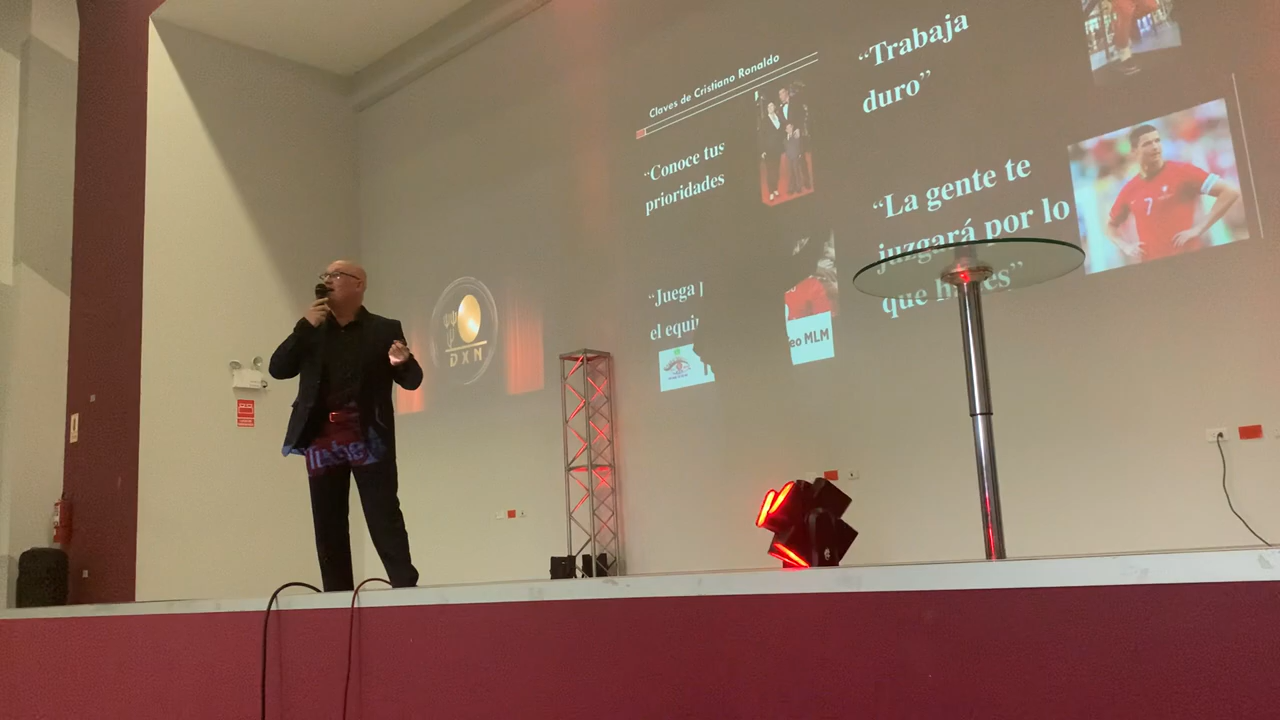 Claves de Cristiano Ronaldo
“Conoce tus
prioridades
“Juega
el equi
eo MLM
“Trabaja
duro”
“La gente te
juzgará por lo
que
7
DXN